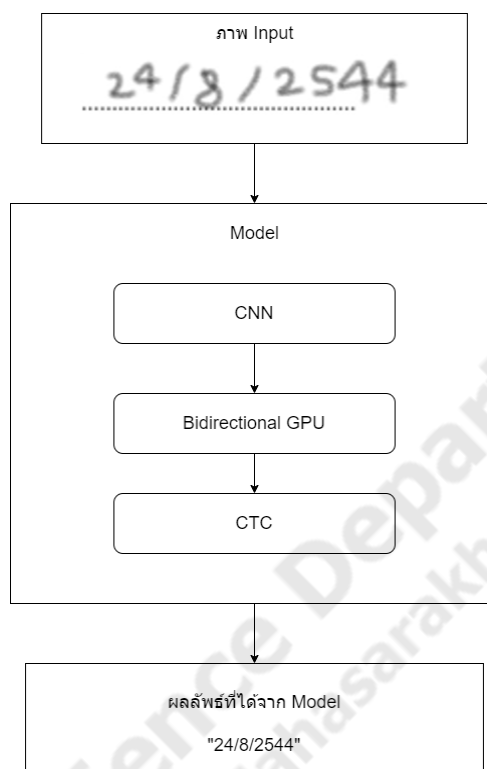 ภาพ Input
24/8/2544
Model
CNN
Bidirectional GPU
CTC
ผลลัพธ์ที่ได้จาก Model
"24/8/2544"